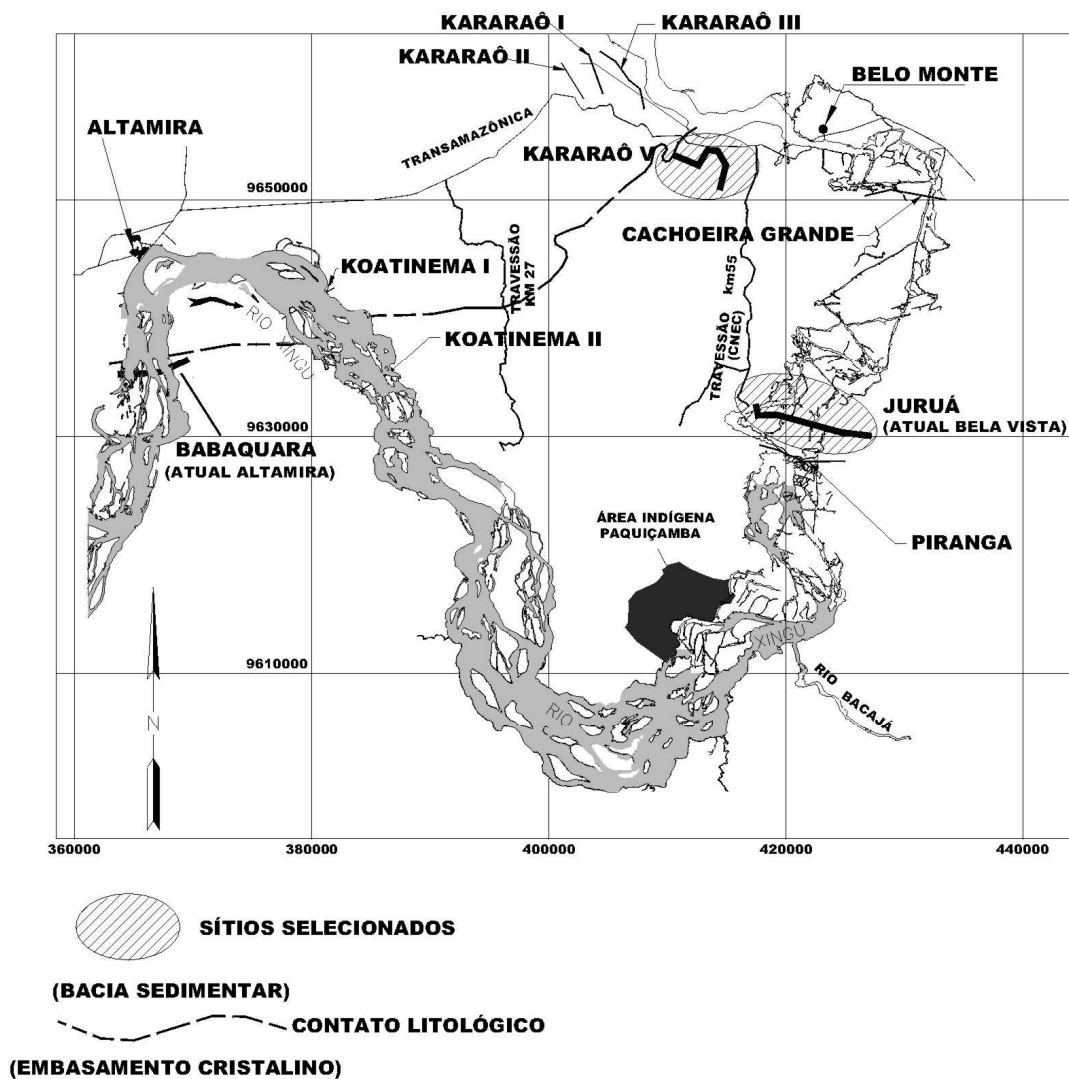 KARARAÔ I
KARARAÔ III
KARARAÔ II
BELO MONTE
ALTAMIRA
TRANSAMAZÔNICA
KARARAÔ V
9650000
CACHOEIRA GRANDE
KOATINEMA I
TRAVESSÃO
KM 27
TRAVESSÃO km55
(CNEC)
RIO XINGU
KOATINEMA II
JURUÁ
(ATUAL BELA VISTA)
9630000
BABAQUARA
(ATUAL ALTAMIRA)
ÁREA INDÍGENA
PAQUIÇAMBA
PIRANGA
N
9610000
RIO XINGU
RIO BACAJÁ
360000 380000 400000 420000 440000
SÍTIOS SELECIONADOS
(BACIA SEDIMENTAR)
CONTATO LITOLÓGICO
(EMBASAMENTO CRISTALINO)